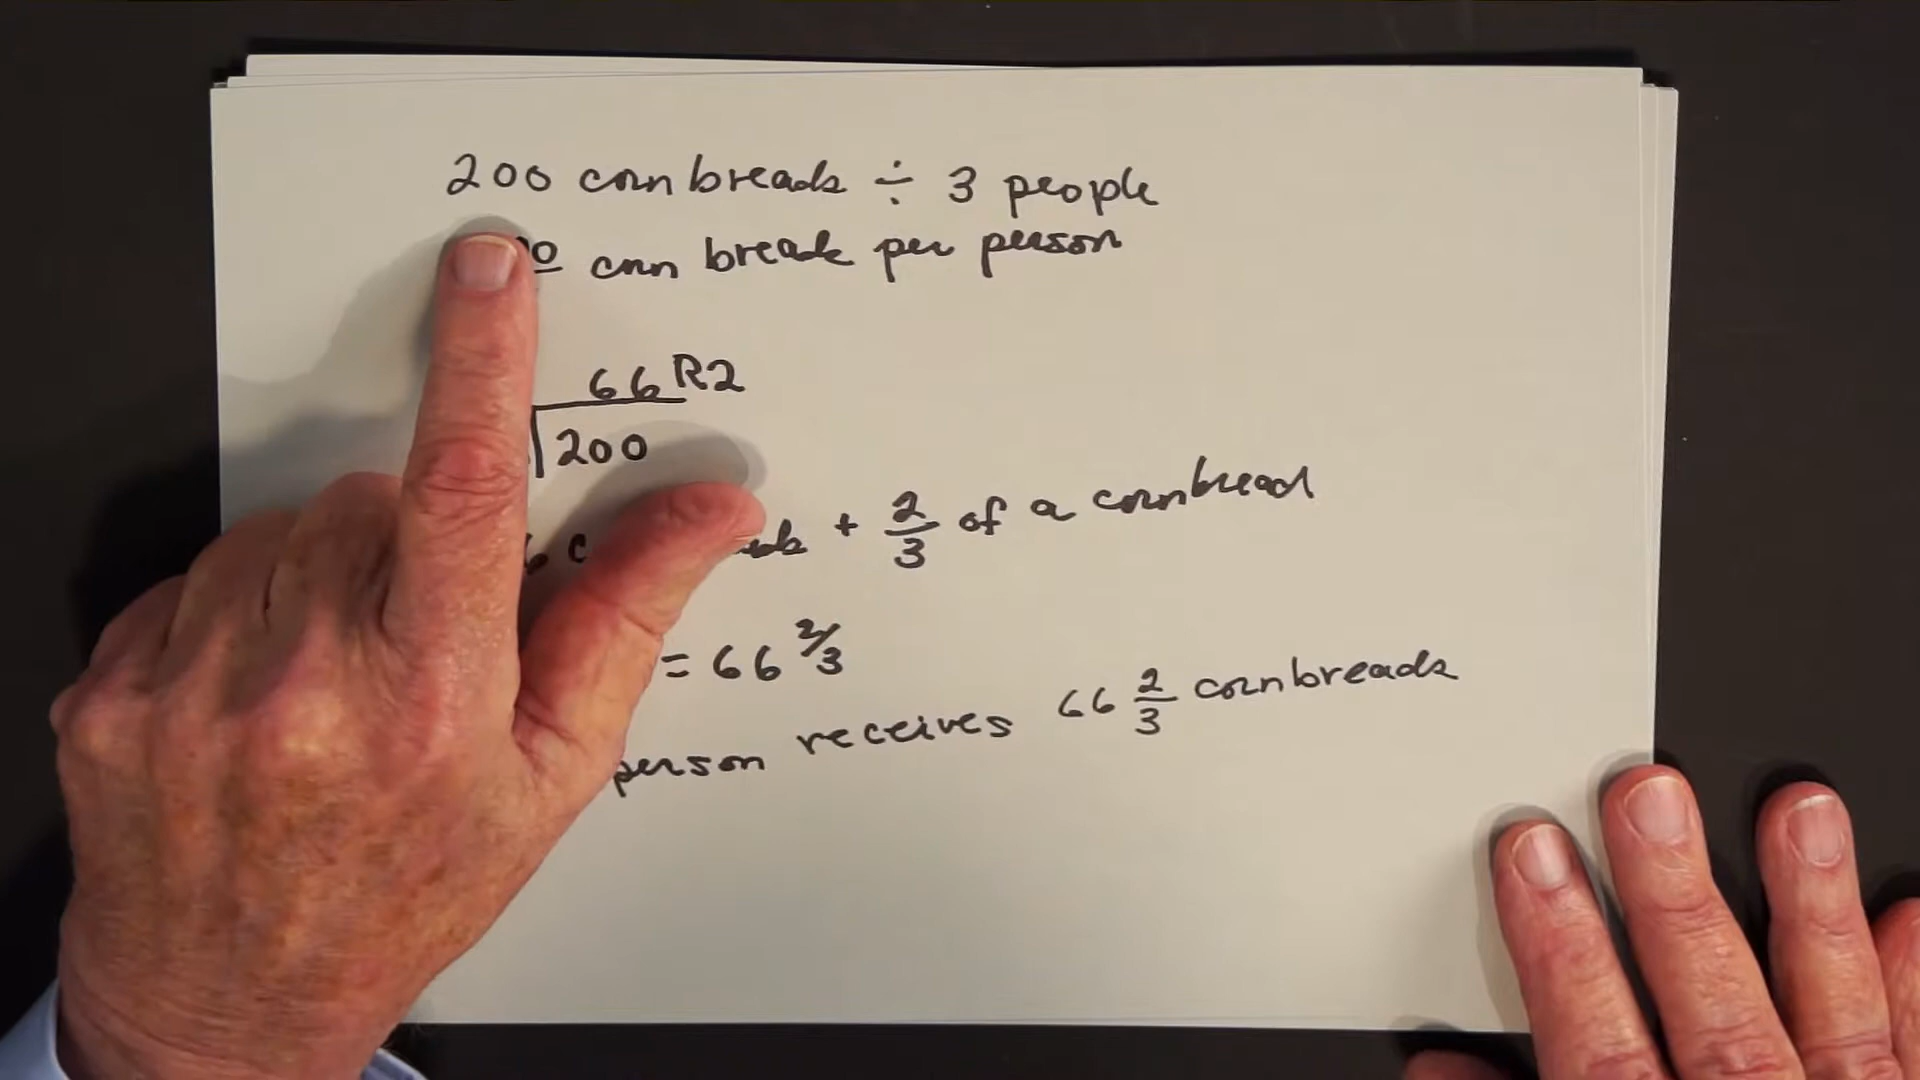 200 cornbreads ÷ 3 people
corn breads per person
66 R2
200
+ 2/3 of a cornbread
= 66 2/3
person receives 66 2/3 cornbreads